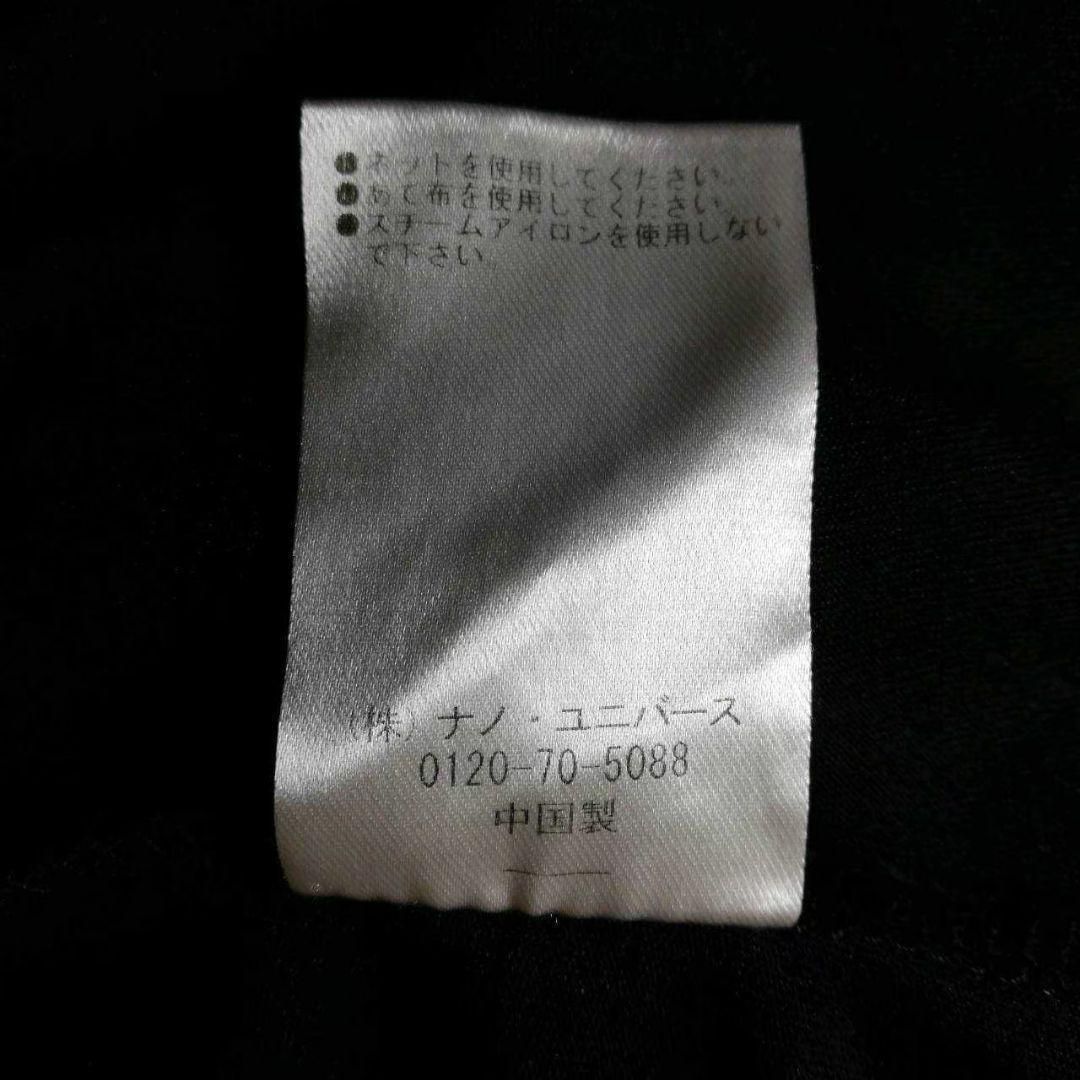 ●ネットを使用してください。
●あて布を使用してください。
●スチームアイロンを使用しない
で下さい。
(株)ナノ・ユニバース
0120-70-5088
中国製